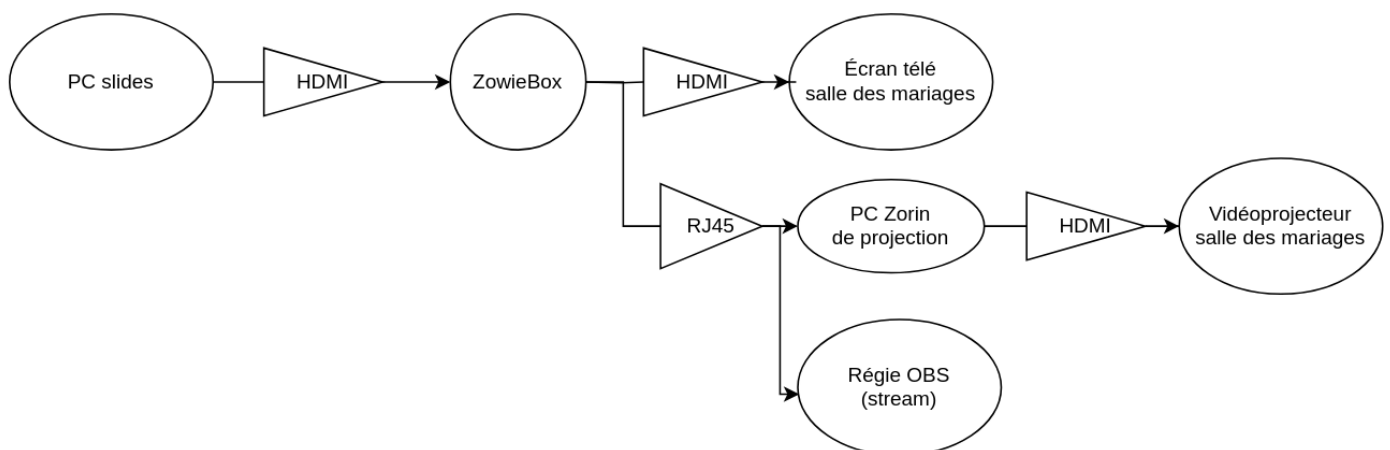 PC slides
HDMI
ZowieBox
HDMI
Écran télé
salle des mariages
RJ45
PC Zorin
de projection
HDMI
Vidéoprojecteur
salle des mariages
Régie OBS
(stream)